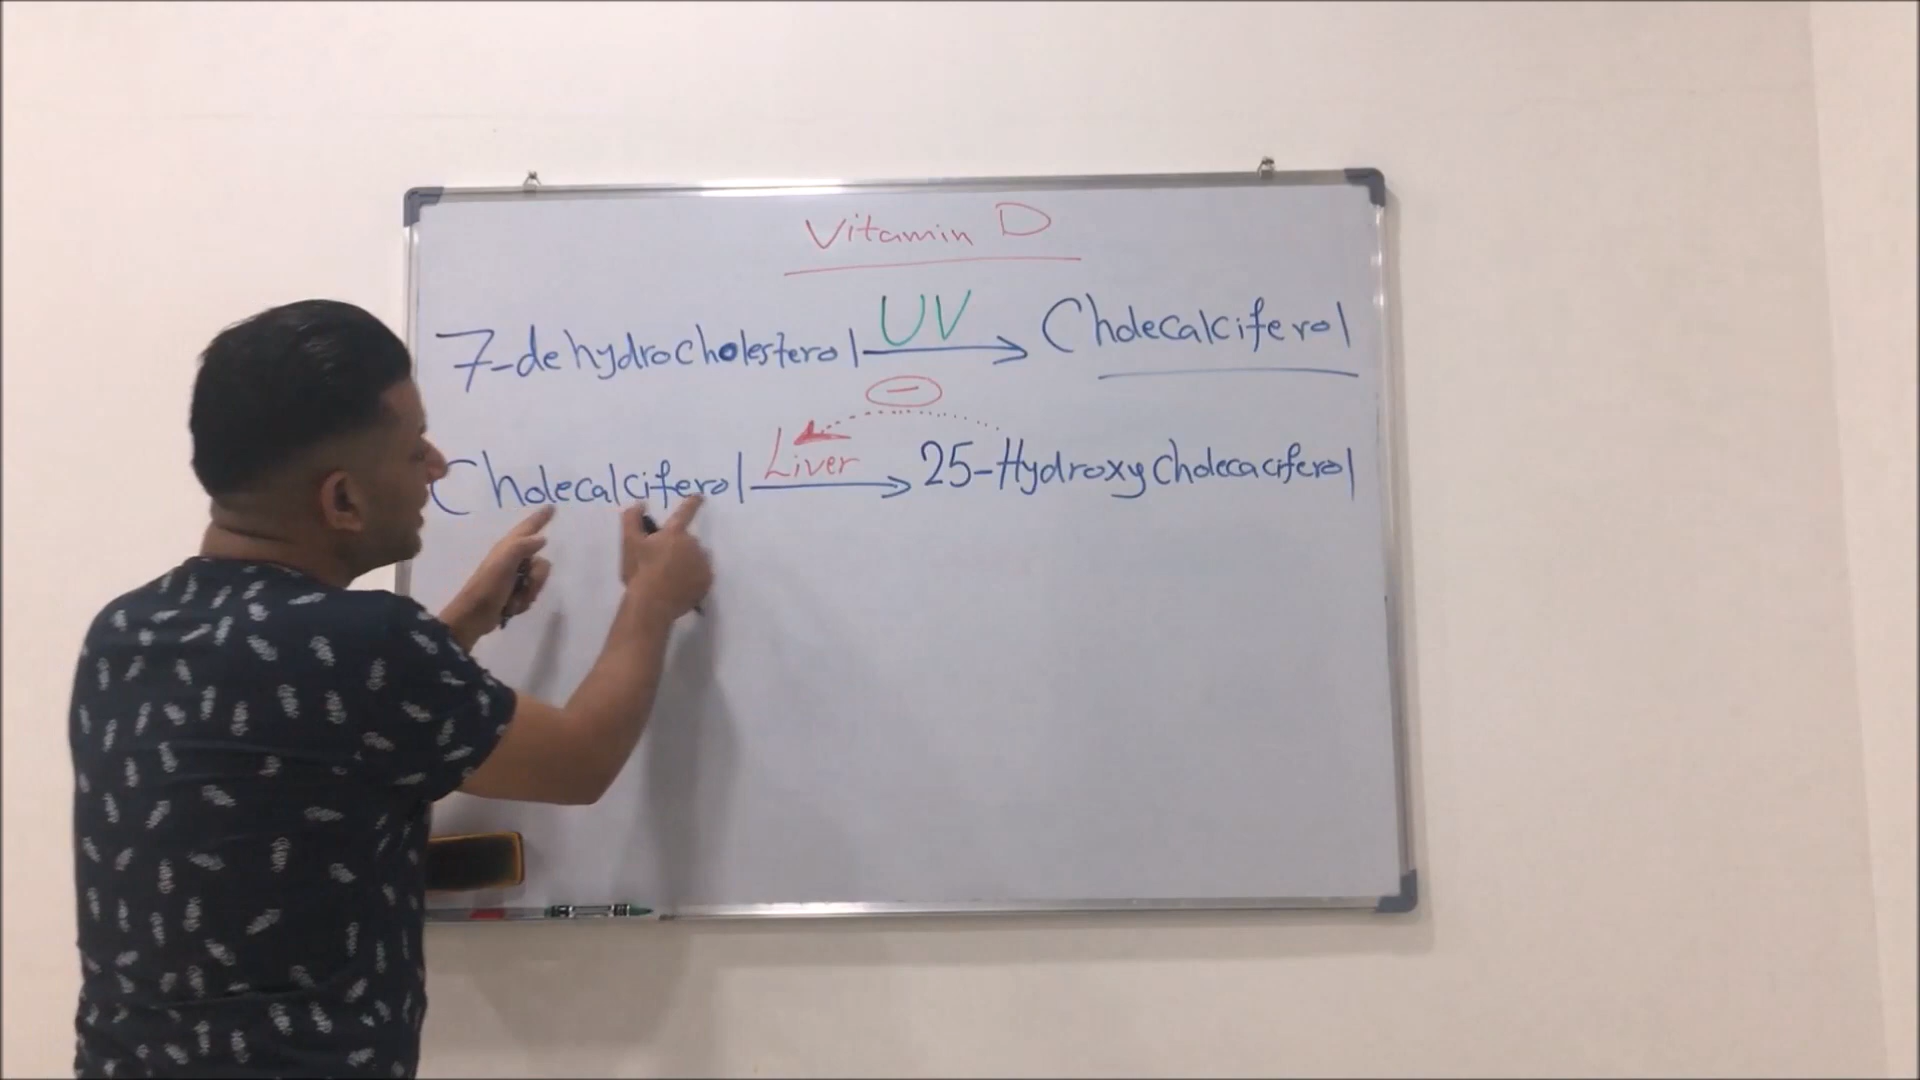 Vitamin D
7-dehydrocholesterol UV Cholecalciferol
Cholecalciferol Liver - 25-Hydroxycholecaciferol